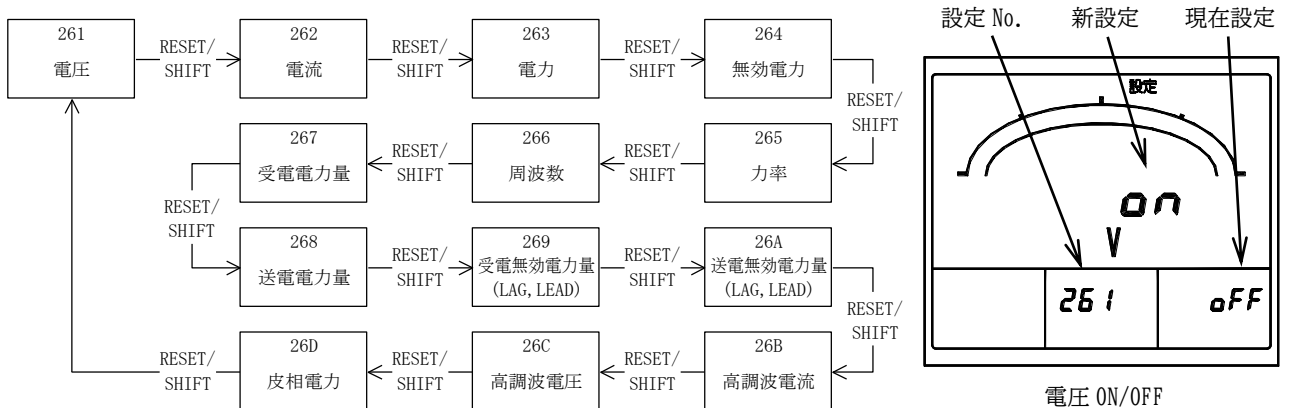 261
電圧
RESET/
SHIFT
262
電流
RESET/
SHIFT
263
電力
RESET/
SHIFT
264
無効電力
RESET/
SHIFT
265
力率
RESET/
SHIFT
266
周波数
RESET/
SHIFT
267
受電電力量
RESET/
SHIFT
268
送電電力量
RESET/
SHIFT
269
受電無効電力量
(LAG,LEAD)
RESET/
SHIFT
26A
送電無効電力量
(LAG,LEAD)
RESET/
SHIFT
26B
高調波電流
RESET/
SHIFT
26C
高調波電圧
RESET/
SHIFT
26D
皮相電力
RESET/
SHIFT
設定 No.
新設定
現在設定
設定
on
V
261
oFF
電圧 ON/OFF